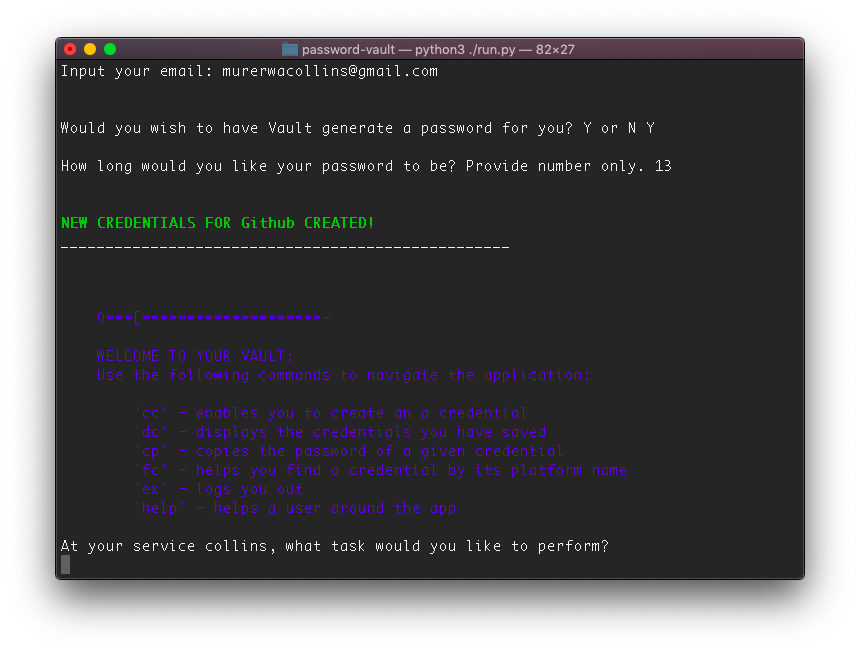 password-vault — python3 ./run.py — 82×27
Input your email: murerwacollins@gmail.com
Would you wish to have Vault generate a password for you? Y or N Y
How long would you like your password to be? Provide number only. 13
NEW CREDENTIALS FOR Github CREATED!
--------------------------------------------------
O===[====================-
WELCOME TO YOUR VAULT:
Use the following commands to navigate the application:
'cc' - enables you to create an a credential
'dc' - displays the credentials you have saved
'cp' - copies the password of a given credential
'fc' - helps you find a credential by its platform name
'ex' - logs you out
'help' - helps a user around the app
At your service collins, what task would you like to perform?